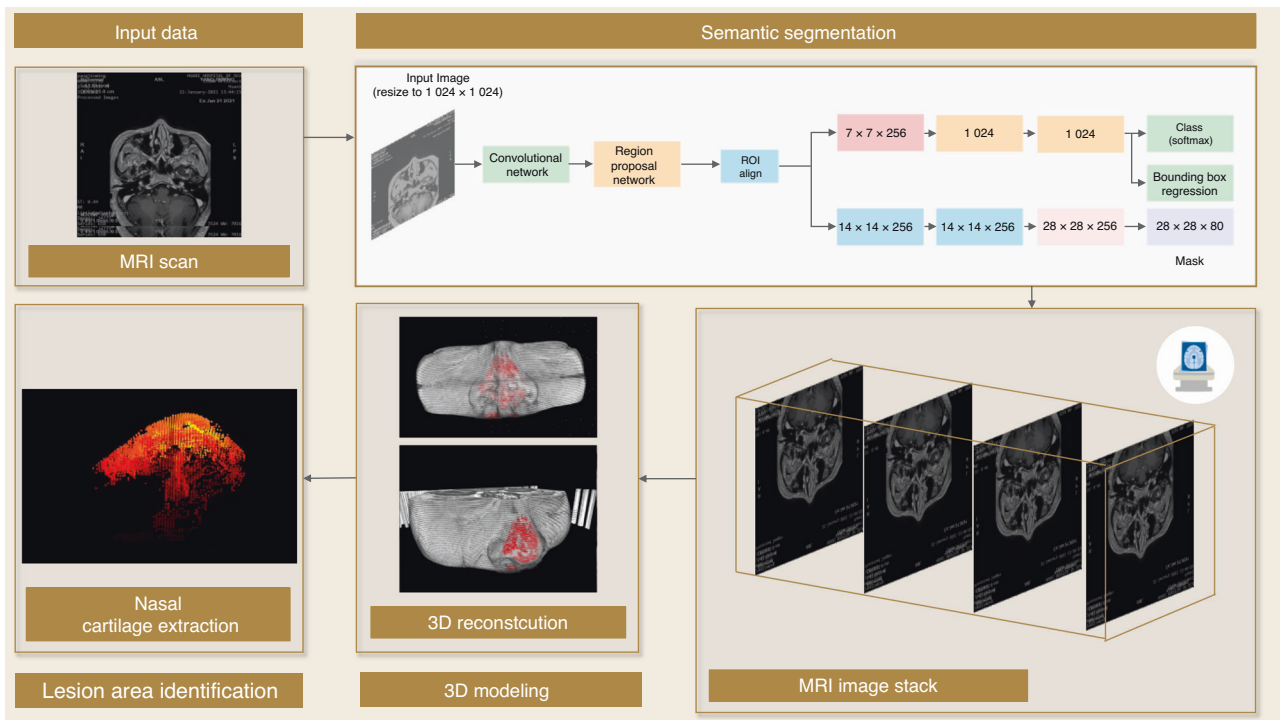 Input data
Semantic segmentation
MRI scan
Input Image
(resize to 1 024 × 1 024)
Convolutional
network
Region
proposal
network
ROI
align
7 × 7 × 256
1 024
1 024
Class
(softmax)
Bounding box
regression
14 × 14 × 256
14 × 14 × 256
28 × 28 × 256
28 × 28 × 80
Mask
Nasal
cartilage extraction
3D reconstcution
MRI image stack
Lesion area identification
3D modeling